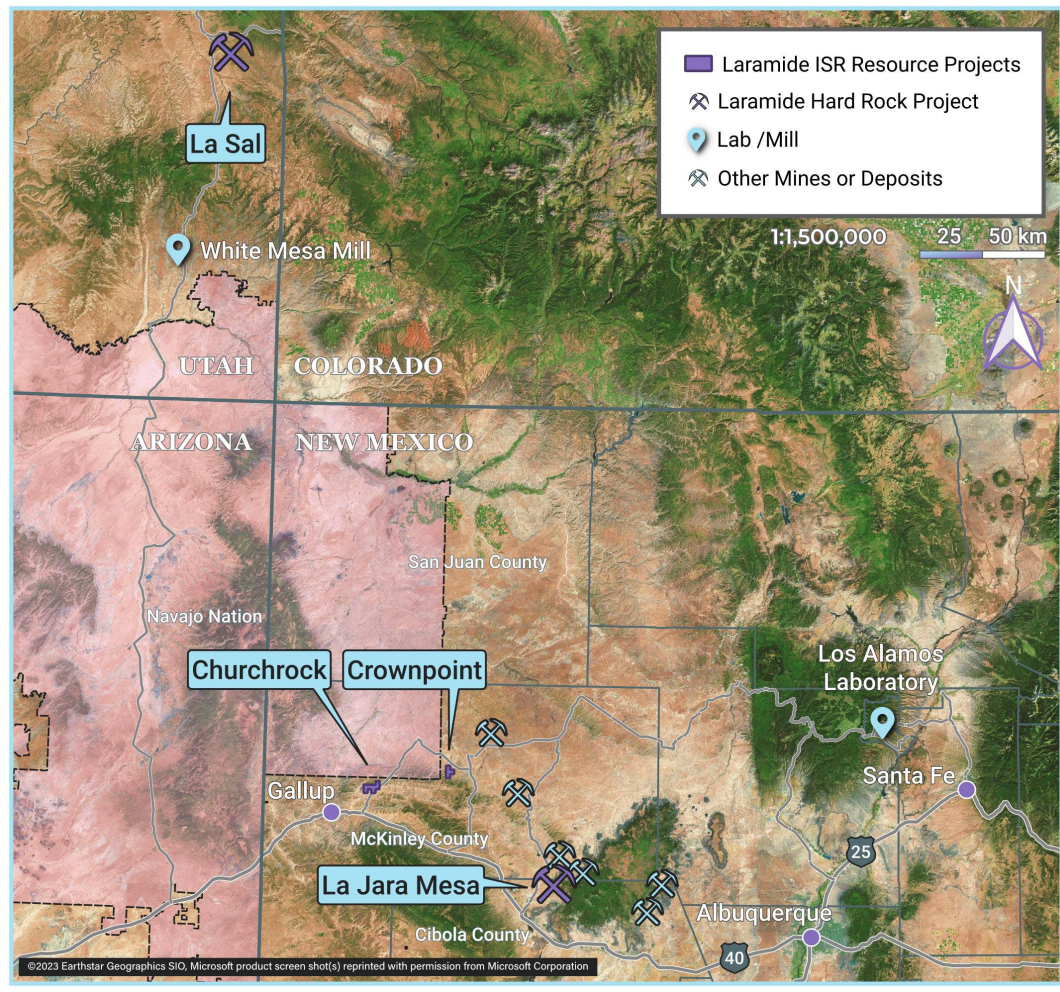 Laramide ISR Resource Projects
Laramide Hard Rock Project
Lab /Mill
Other Mines or Deposits
1:1,500,000
25 50 km
N
La Sal
White Mesa Mill
UTAH
COLORADO
ARIZONA
NEW MEXICO
San Juan County
Navajo Nation
Churchrock
Crownpoint
Los Alamos
Laboratory
Gallup
Santa Fe
McKinley County
25
La Jara Mesa
Albuquerque
Cibola County
40
©2023 Earthstar Geographics SIO, Microsoft product screen shot(s) reprinted with permission from Microsoft Corporation